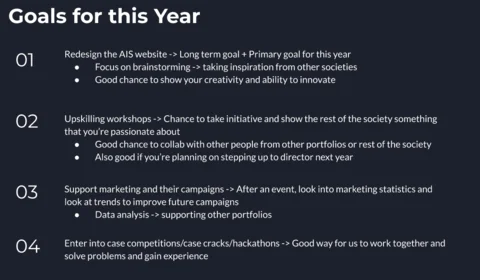 Goals for this Year
01
Redesign the AIS website -> Long term goal + Primary goal for this year
● Focus on brainstorming -> taking inspiration from other societies
● Good chance to show your creativity and ability to innovate
02
Upskilling workshops -> Chance to take initiative and show the rest of the society something
that you're passionate about
● Good chance to collab with other people from other portfolios or rest of the society
● Also good if you're planning on stepping up to director next year
03
Support marketing and their campaigns -> After an event, look into marketing statistics and
look at trends to improve future campaigns
● Data analysis -> supporting other portfolios
04
Enter into case competitions/case cracks/hackathons -> Good way for us to work together and
solve problems and gain experience